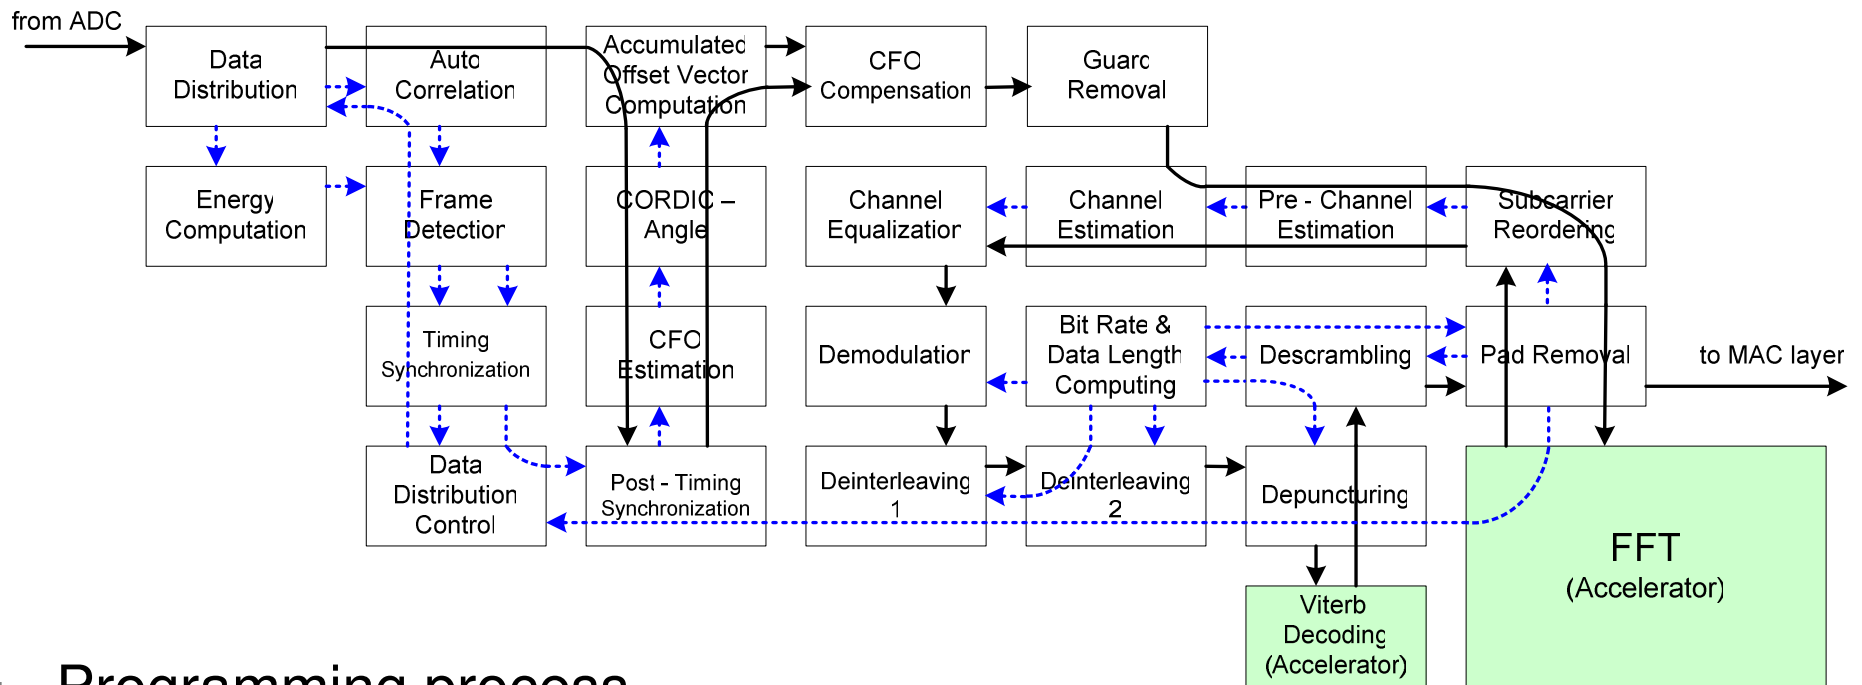 from ADC
Data
Distribution
Auto
Correlation
Accumulated
Offset Vector
Computation
CFO
Compensation
Guard
Removal
Energy
Computation
Frame
Detection
CORDIC –
Angle
Channel
Equalization
Channel
Estimation
Pre - Channel
Estimation
Subcarrier
Reordering
Timing
Synchronization
CFO
Estimation
Demodulation
Bit Rate &
Data Length
Computing
Descrambling
Pad Removal
to MAC layer
Data
Distribution
Control
Post - Timing
Synchronization
Deinterleaving
1
Deinterleaving
2
Depuncturing
FFT
(Accelerator)
Viterb
Decoding
(Accelerator)
Programming process